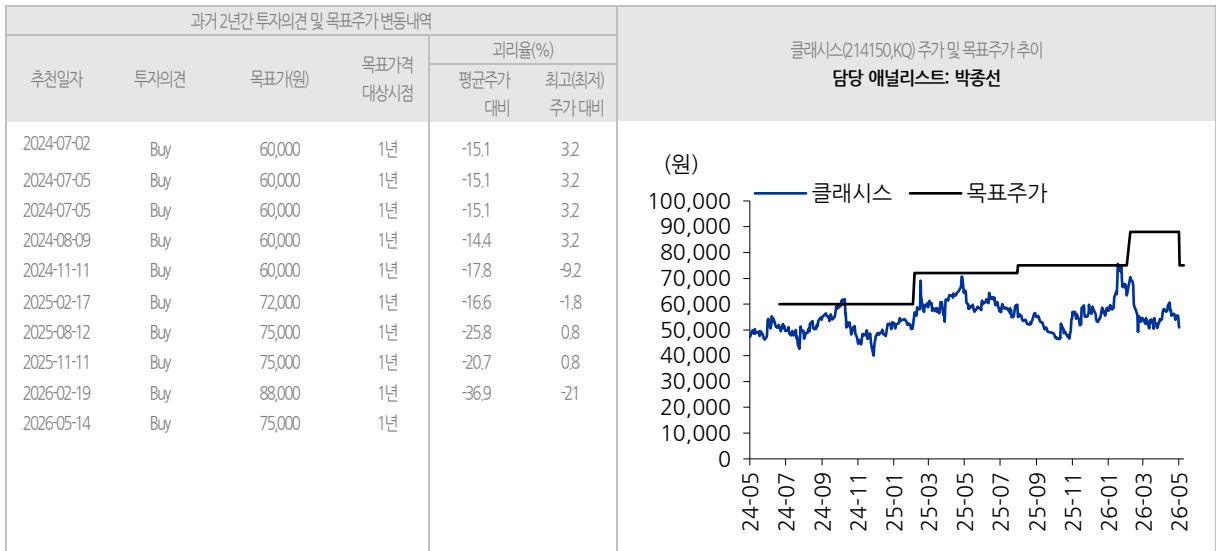 과거 2년간 투자의견 및 목표주가 변동내역
추천일자 투자의견 목표가(원) 목표가격 대상시점 괴리율(%)
평균주가 대비 최고(최저) 주가 대비
2024-07-02 Buy 60,000 1년 -15.1 3.2
2024-07-05 Buy 60,000 1년 -15.1 3.2
2024-07-05 Buy 60,000 1년 -15.1 3.2
2024-08-09 Buy 60,000 1년 -14.4 3.2
2024-11-11 Buy 60,000 1년 -17.8 -9.2
2025-02-17 Buy 72,000 1년 -16.6 -1.8
2025-08-12 Buy 75,000 1년 -25.8 0.8
2025-11-11 Buy 75,000 1년 -20.7 0.8
2026-02-19 Buy 88,000 1년 -36.9 -21
2026-05-14 Buy 75,000 1년
클래시스(214150,KQ) 주가 및 목표주가 추이
담당 애널리스트: 박종선
(원)
클래시스 목표주가
100,000
90,000
80,000
70,000
60,000
50,000
40,000
30,000
20,000
10,000
0
24-05 24-07 24-09 24-11 25-01 25-03 25-05 25-07 25-09 25-11 26-01 26-03 26-05